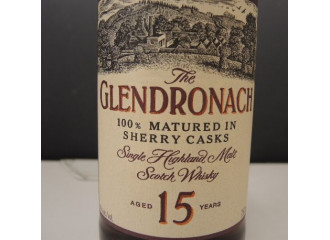 The
GLENDRONACH
100% MATURED IN
SHERRY CASKS
Single Highland Malt
Scotch Whisky
AGED 15 YEARS